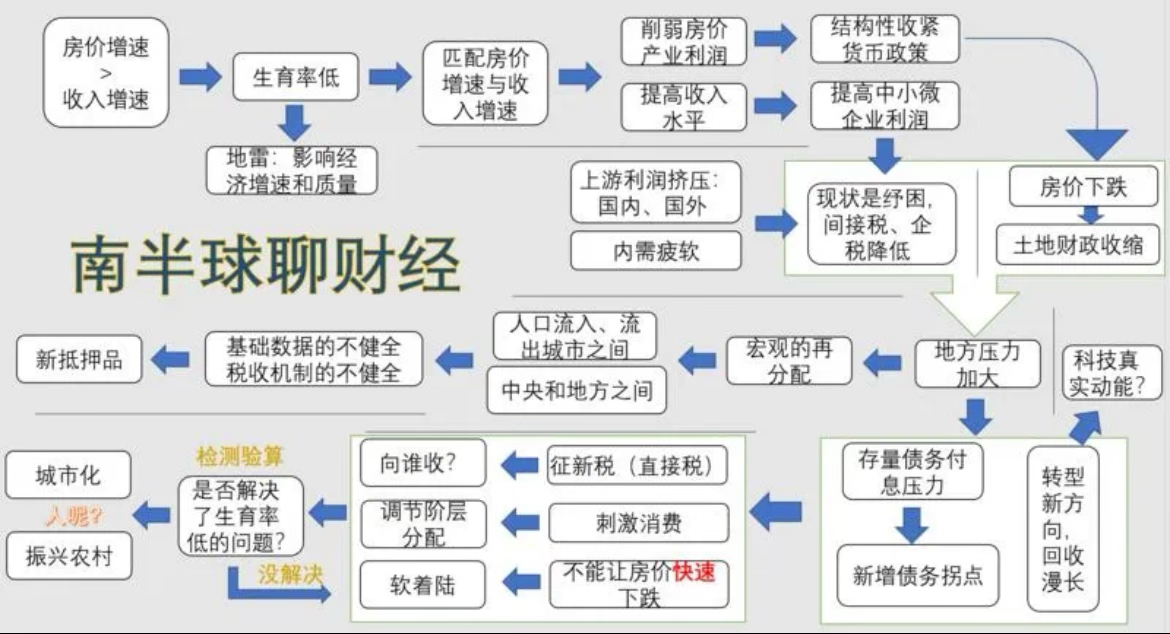 房价增速
>
收入增速
生育率低
地雷：影响经
济增速和质量
匹配房价
增速与收
入增速
削弱房价
产业利润
结构性收紧
货币政策
提高收入
水平
提高中小微
企业利润
上游利润挤压：
国内、国外
内需疲软
现状是纾困，
间接税、企
税降低
房价下跌
土地财政收缩
南半球聊财经
新抵押品
基础数据的不健全
税收机制的不健全
人口流入、流
出城市之间
中央和地方之间
宏观的再
分配
地方压力
加大
科技真
实动能？
城市化
人呢？
振兴农村
检测验算
是否解决
了生育率
低的问题？
没解决
向谁收？
征新税（直接税）
调节阶层
分配
刺激消费
软着陆
不能让房价快速
下跌
存量债务付
息压力
新增债务拐点
转型
新方
向，
回收
漫长